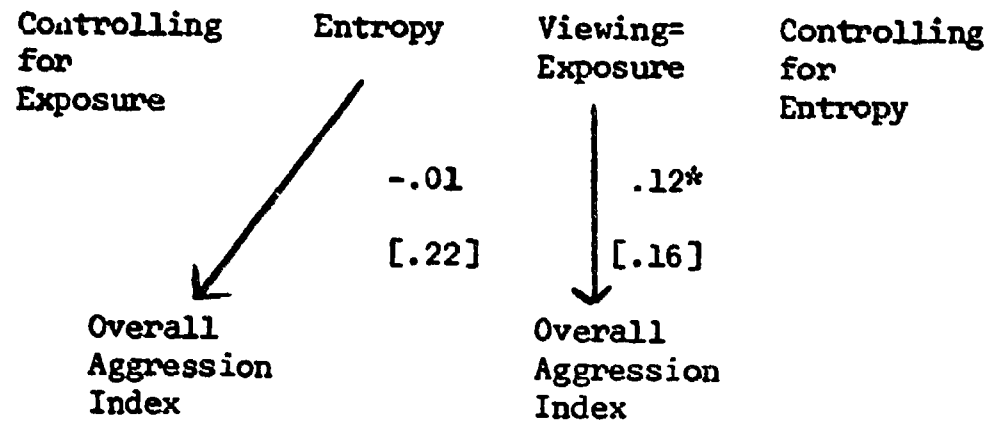 Controlling
for
Exposure
Entropy
Viewing=
Exposure
Controlling
for
Entropy
-.01
.12*
[.22]
[.16]
Overall
Aggression
Index
Overall
Aggression
Index